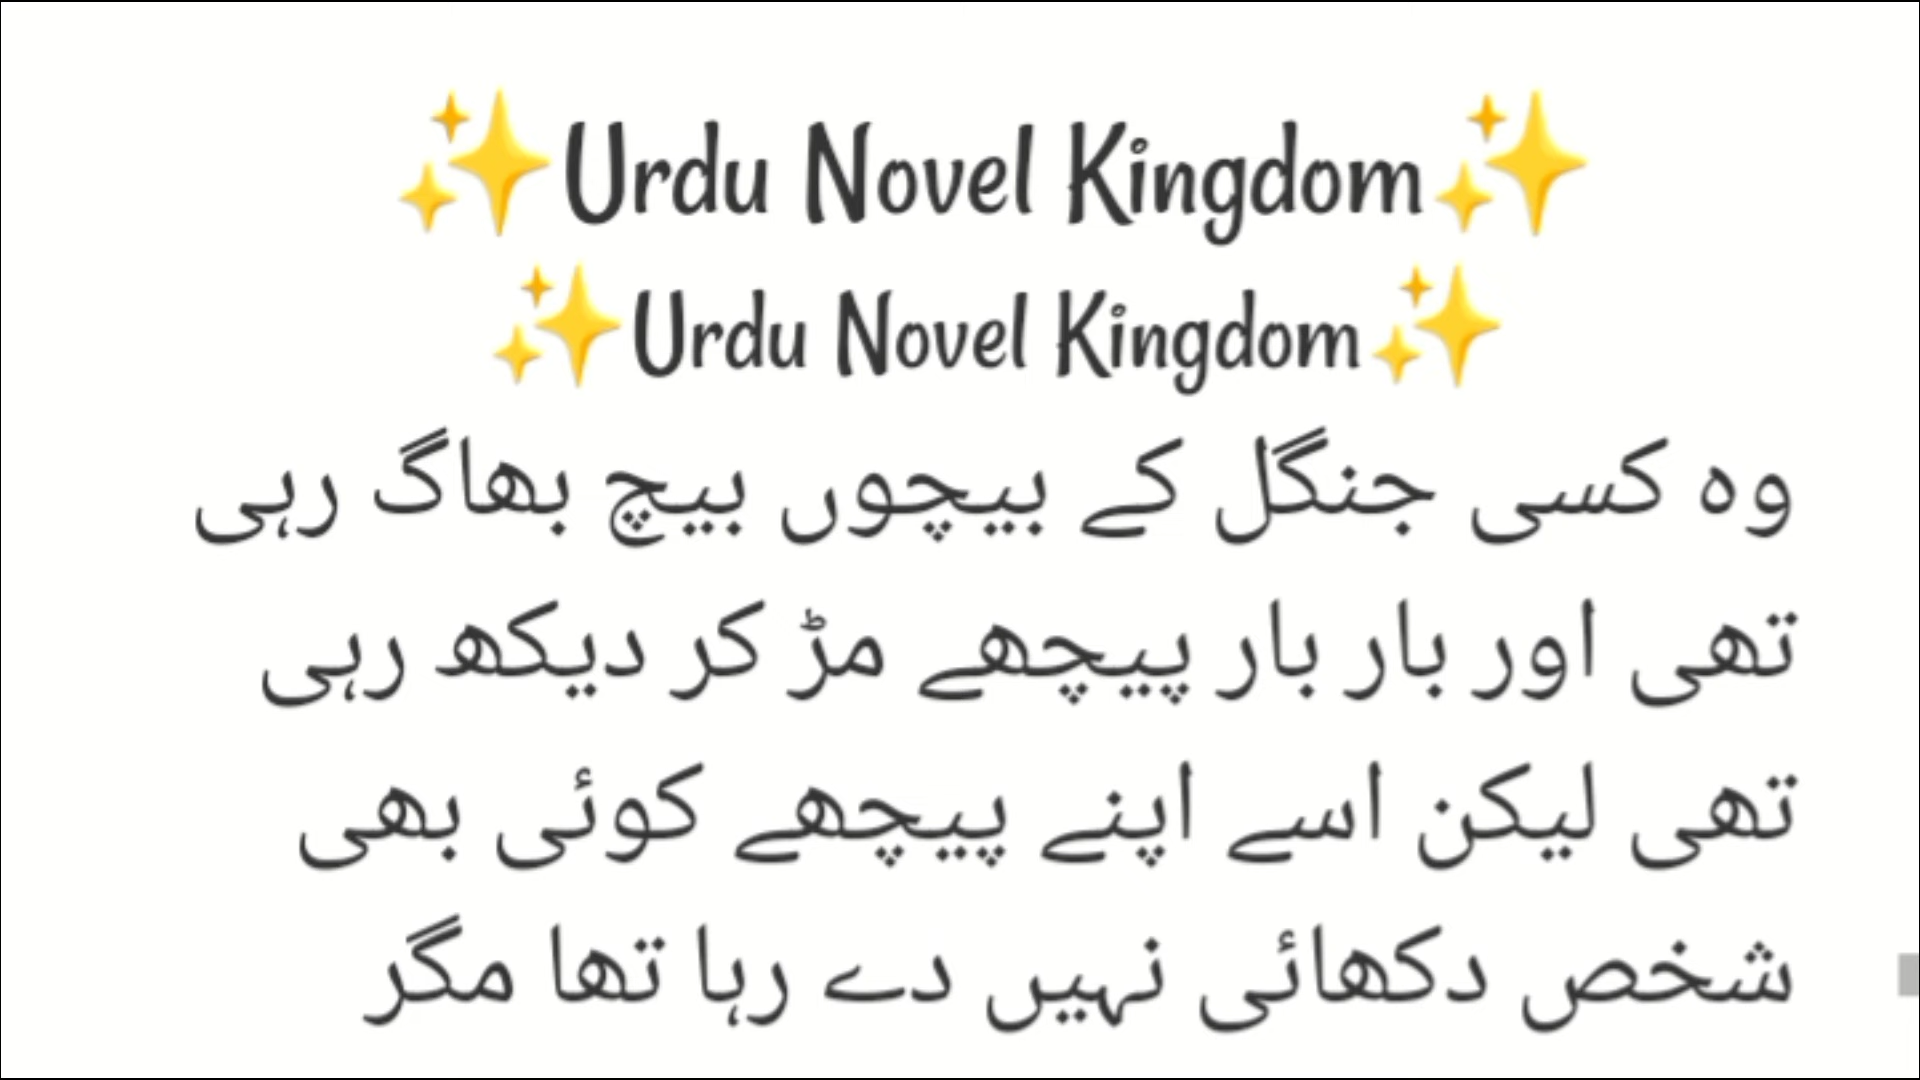 ✨Urdu Novel Kingdom✨
✨Urdu Novel Kingdom✨
وہ کسی جنگل کے بیچوں بیچ بھاگ رہی
تھی اور بار بار پیچھے مڑ کر دیکھ رہی
تھی لیکن اسے اپنے پیچھے کوئی بھی
شخص دکھائی نہیں دے رہا تھا مگر